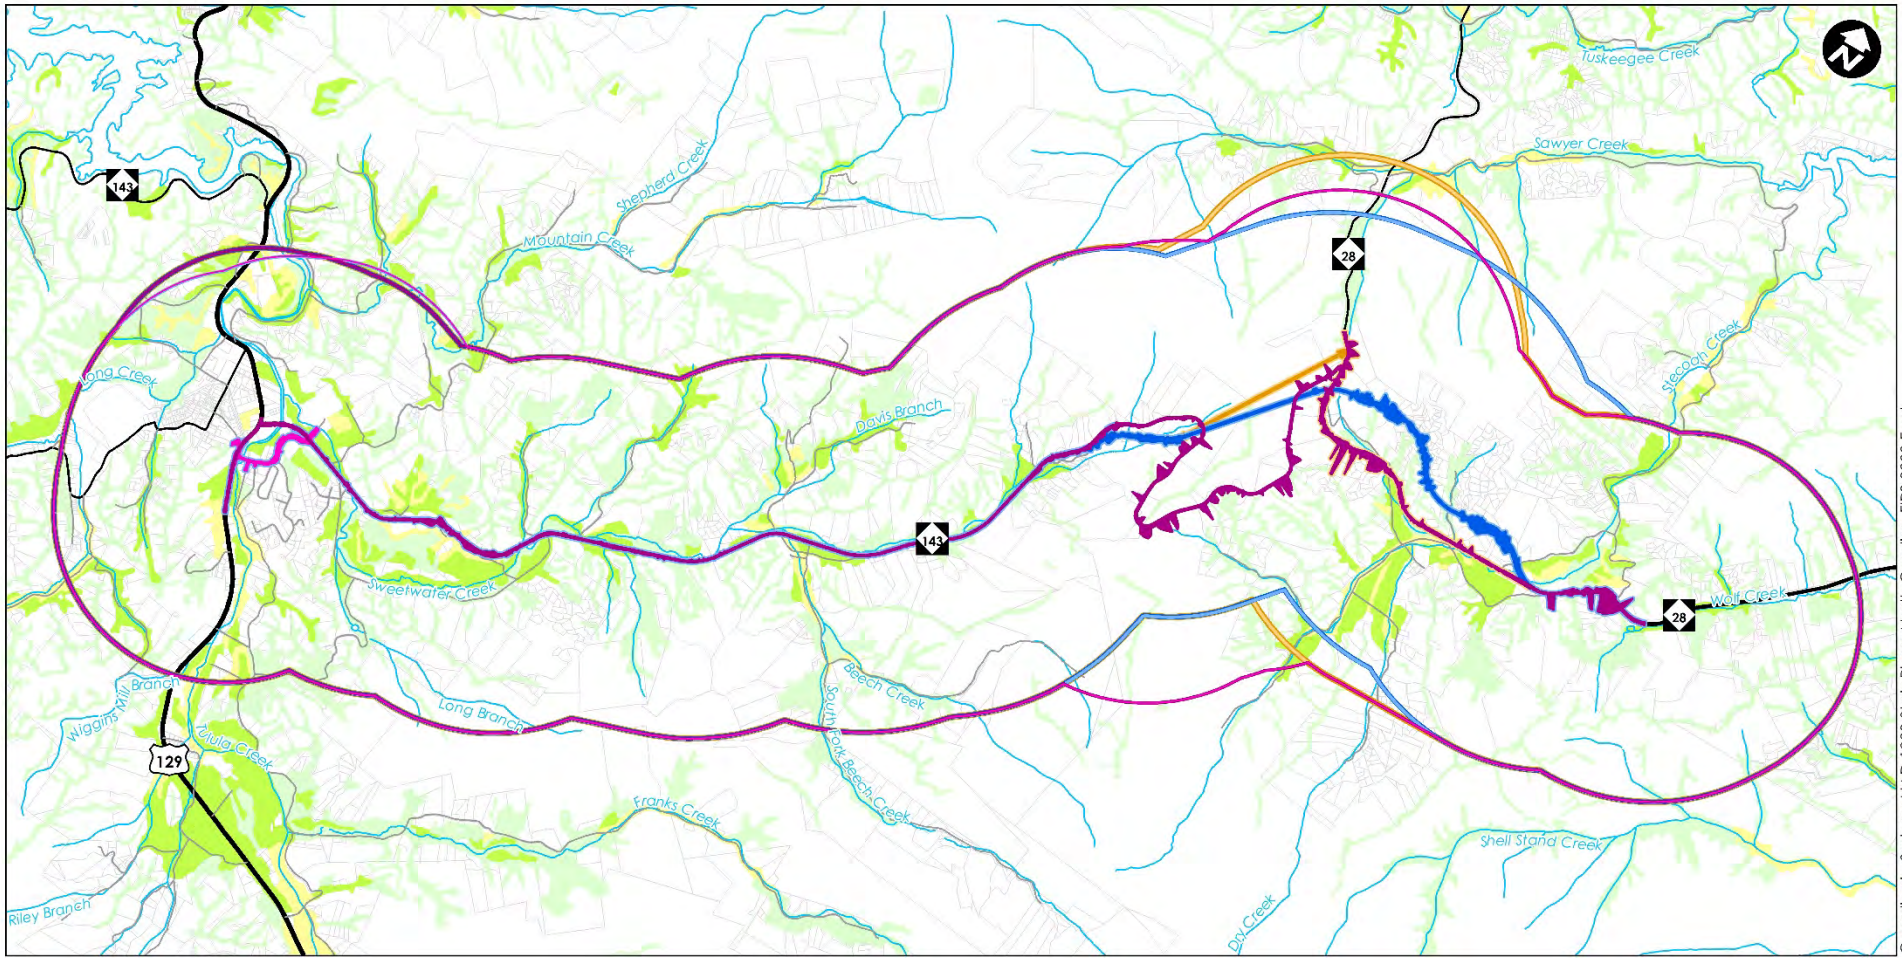 N
Tuskeegee Creek
Sawyer Creek
143
Shepherd Creek
Mountain Creek
28
Stecoah Creek
Long Creek
Davis Branch
143
Sweetwater Creek
Wolf Creek
28
Beech Creek
Wiggins Mill Branch
Long Branch
South Fork Beech Creek
Tulula Creek
129
Franks Creek
Shell Stand Creek
Riley Branch
Dry Creek